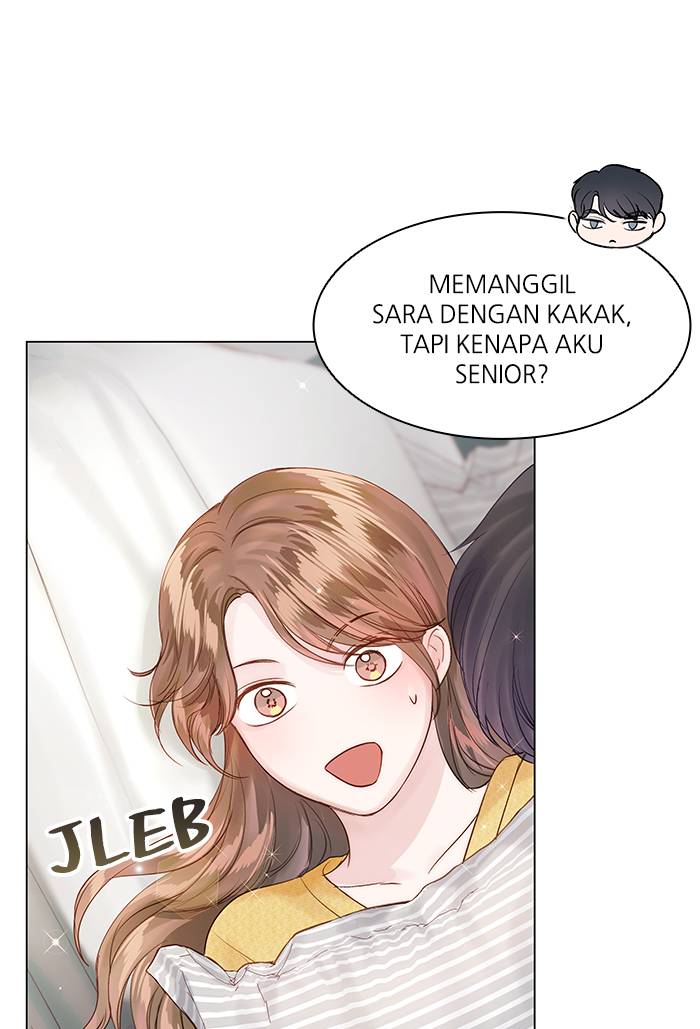 MEMANGGIL
SARA DENGAN KAKAK,
TAPI KENAPA AKU
SENIOR?
JLEB